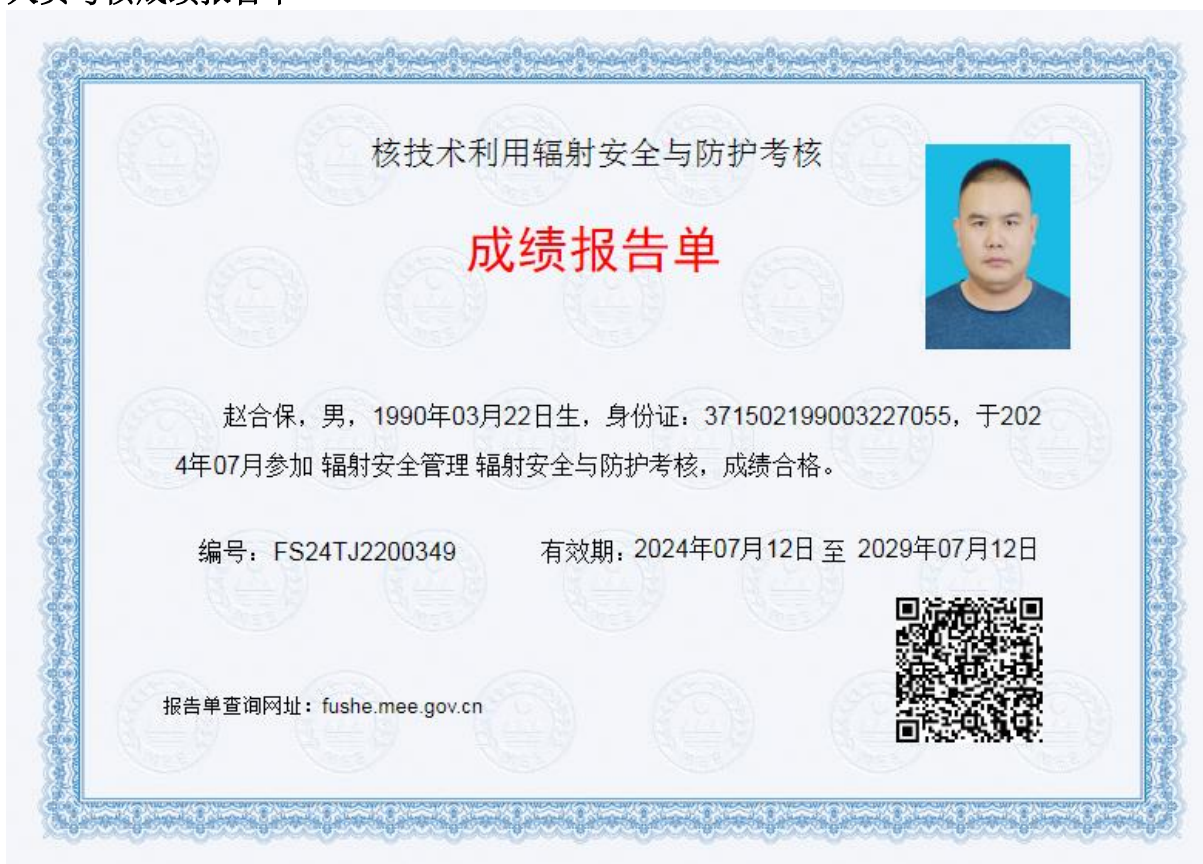 核技术利用辐射安全与防护考核
成绩报告单
赵合保，男，1990年03月22日生，身份证：371502199003227055，于202
4年07月参加 辐射安全管理 辐射安全与防护考核，成绩合格。
编号：FS24TJ2200349 有效期：2024年07月12日 至 2029年07月12日
报告单查询网址：fushe.mee.gov.cn